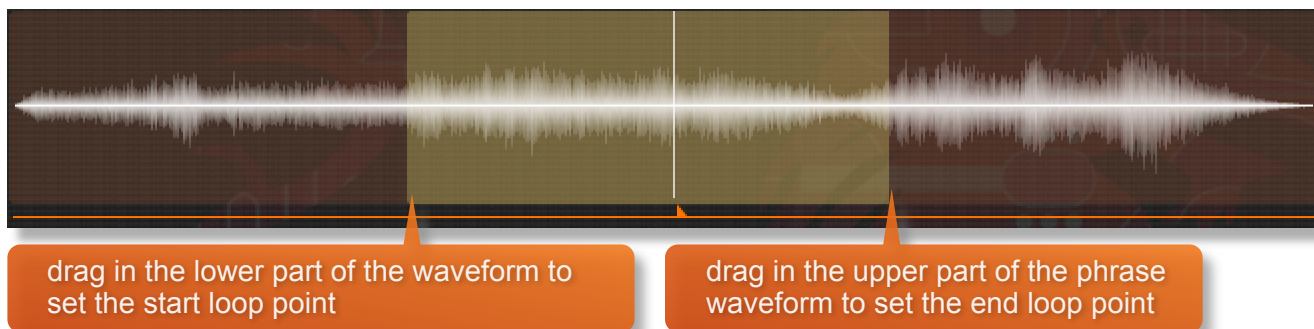 drag in the lower part of the waveform to
set the start loop point
drag in the upper part of the phrase
waveform to set the end loop point